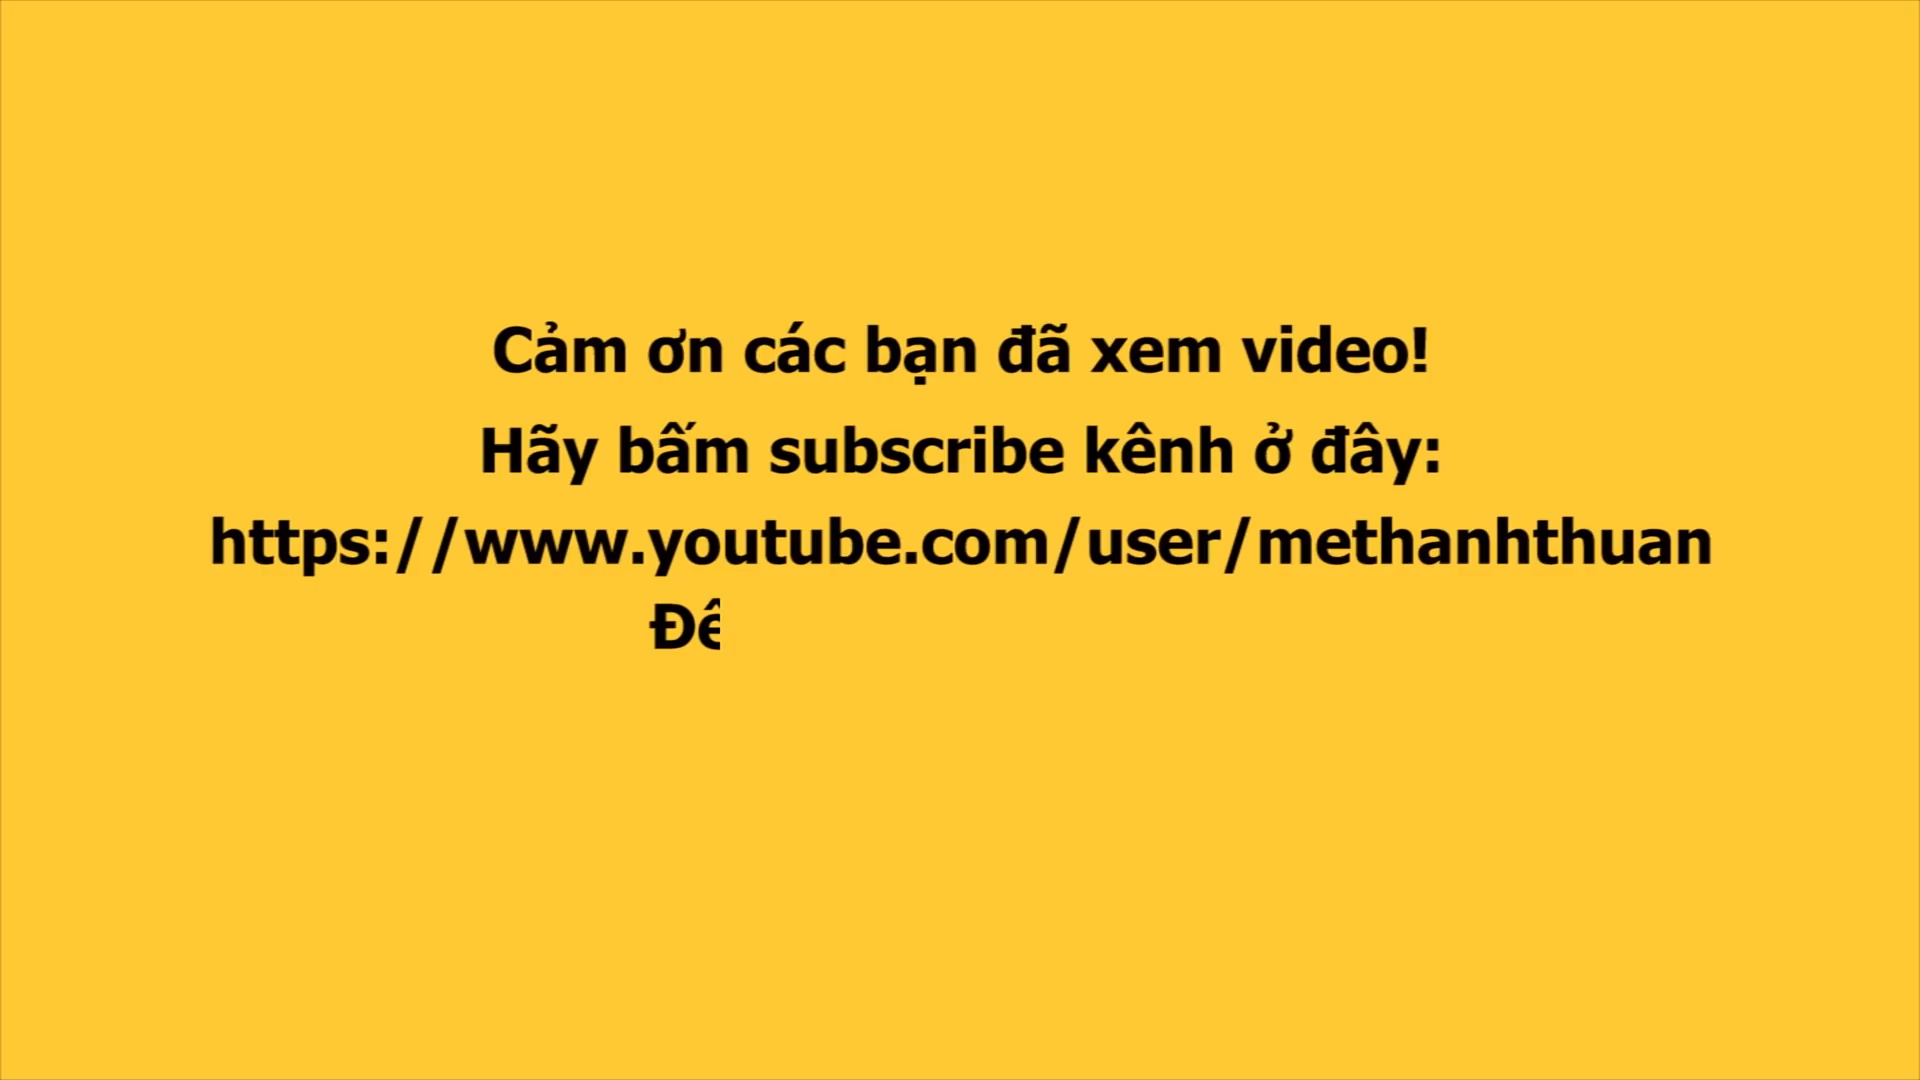 Cảm ơn các bạn đã xem video!
Hãy bấm subscribe kênh ở đây:
https://www.youtube.com/user/methanhthuan